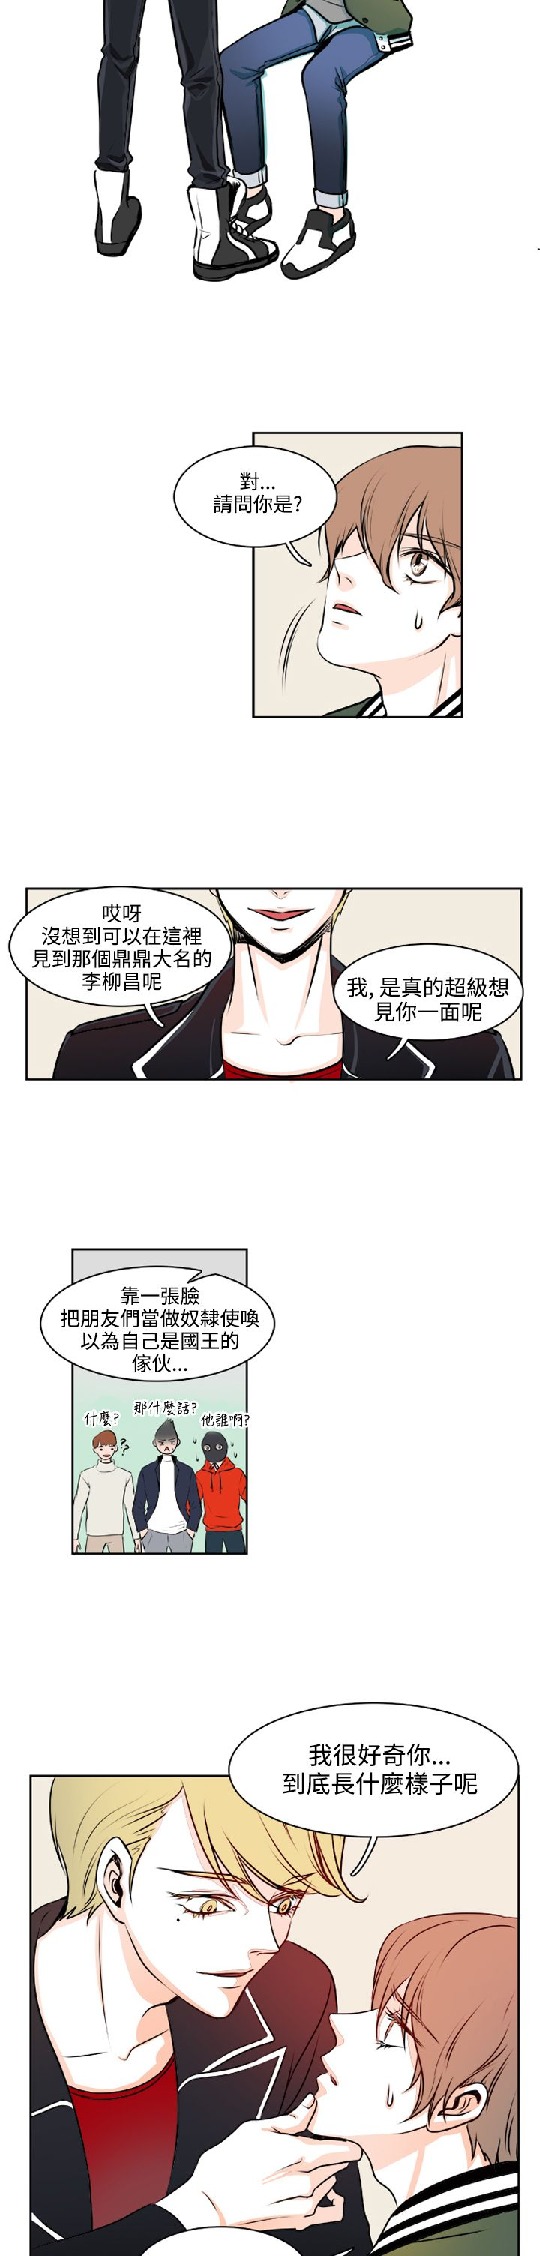 對...
請問你是?
哎呀
沒想到可以在這裡
見到那個鼎鼎大名的
李柳昌呢
我, 是真的超級想
見你一面呢
靠一張臉
把朋友們當做奴隸使喚
以為自己是國王的
傢伙...
什麼?
那什麼話?
他誰啊?
我很好奇你...
到底長什麼樣子呢